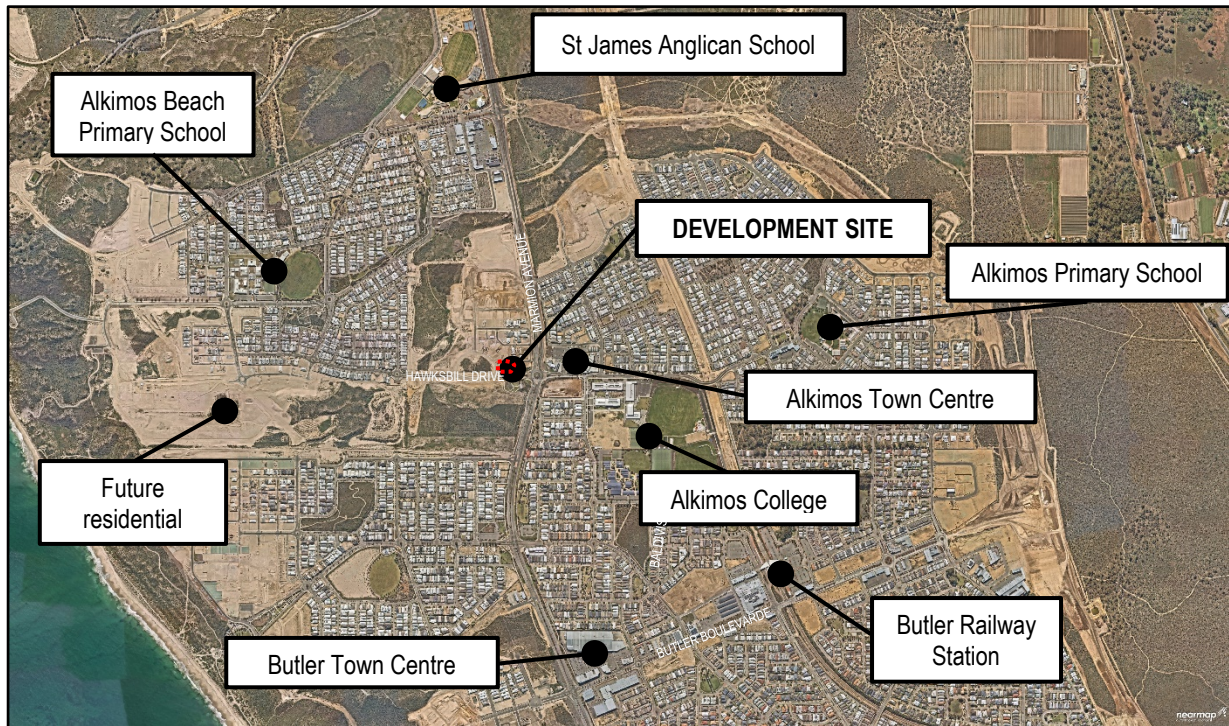 St James Anglican School
Alkimos Beach
Primary School
DEVELOPMENT SITE
MARMION AVENUE
Alkimos Primary School
HAWKSBILL DRIVE
Alkimos Town Centre
Future
residential
Alkimos College
BALDWIS
Butler Railway
Station
BUTLER BOULEVARDE
Butler Town Centre
nearmap